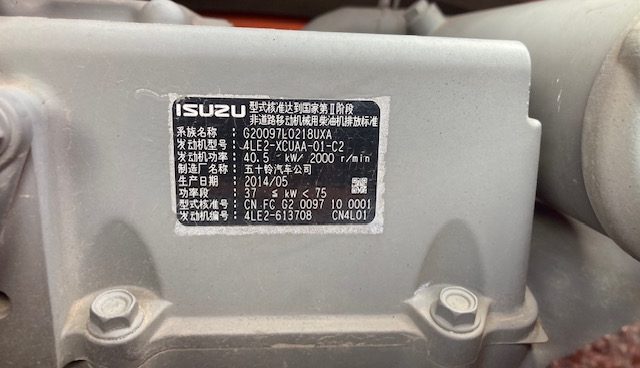 ISUZU 型式核准达到国家第Ⅱ阶段
非道路移动机械用柴油机排放标准
系族名称： G20097L0218UXA
发动机型号： 4LE2-XCUAA-01-C2
发动机功率： 40.5 kW/ 2000 r/min
制造厂名称： 五十铃汽车公司
生产日期： 2014/05
功率段： 37 ≤ kW < 75
型式核准号： CN FC G2 0097 10 0001
发动机编号： 4LE2-613708 CN4L01